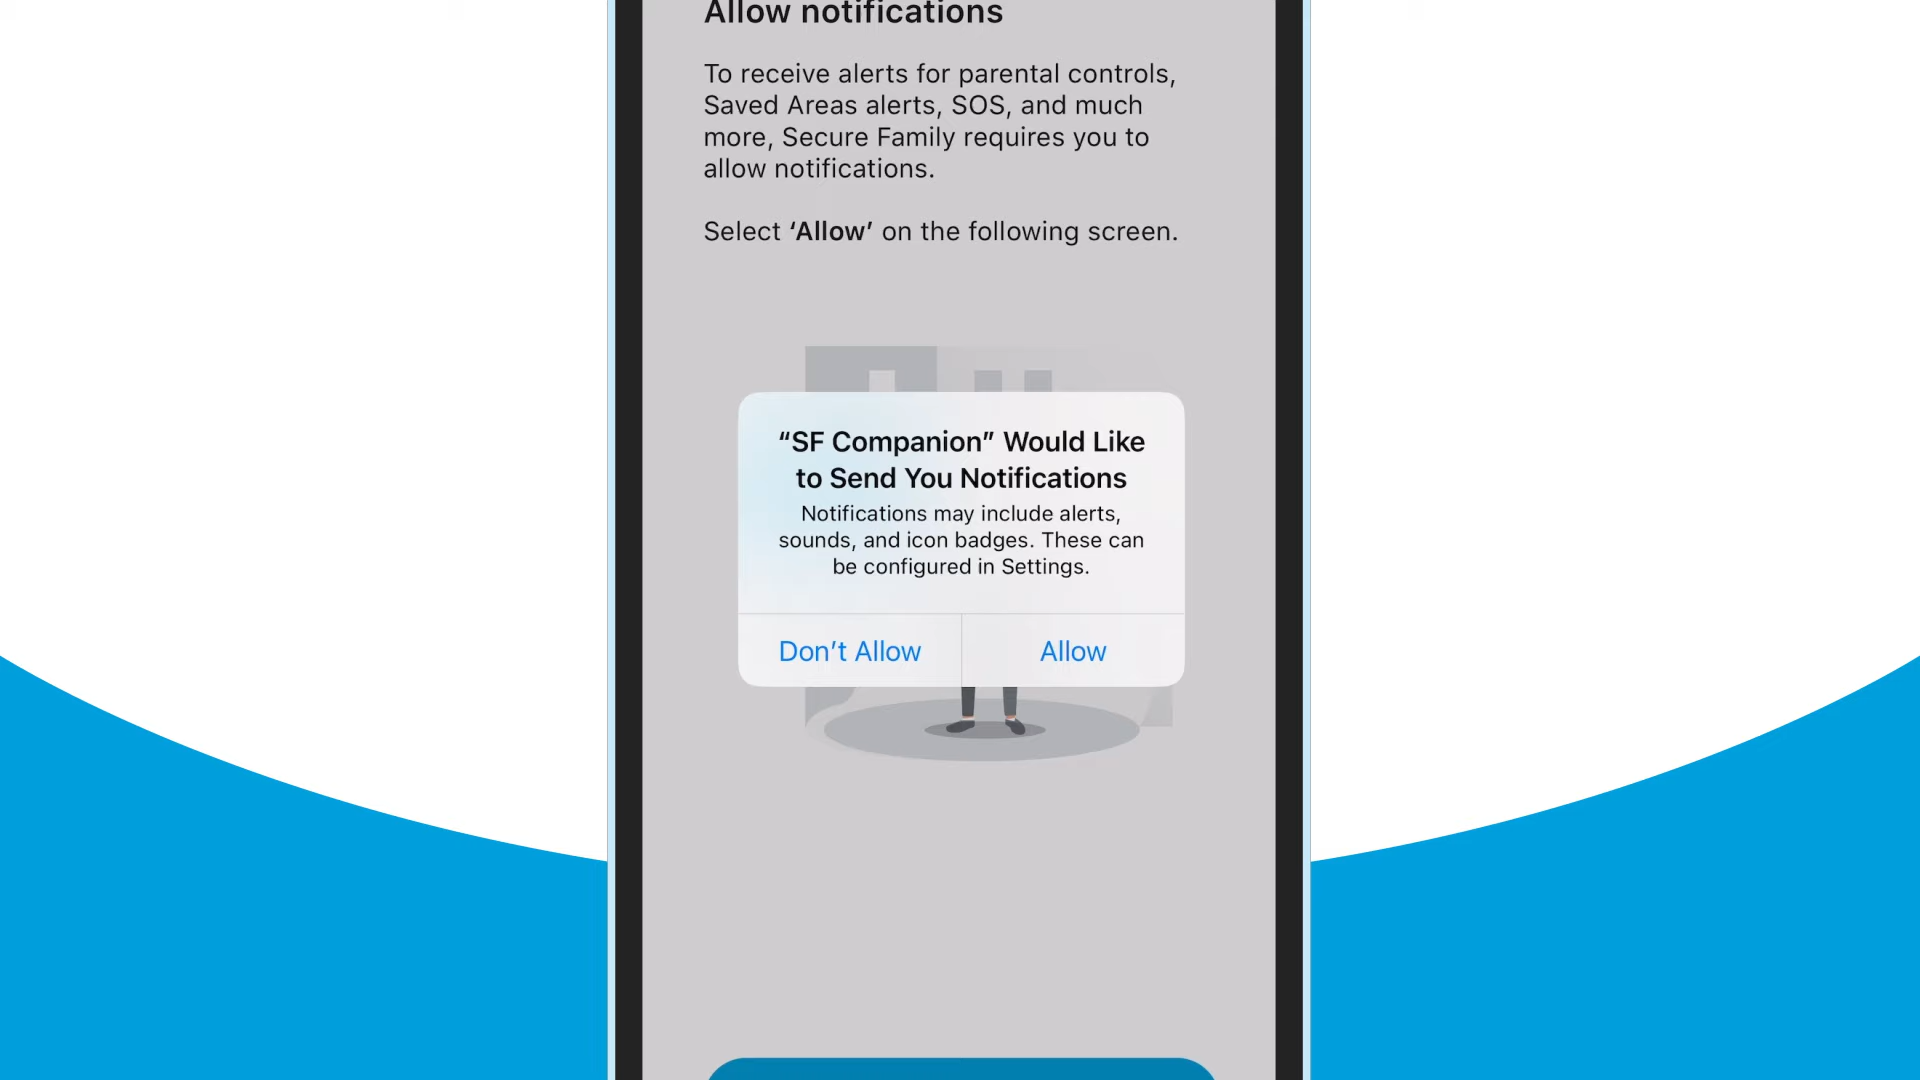 Allow notifications
To receive alerts for parental controls,
Saved Areas alerts, SOS, and much
more, Secure Family requires you to
allow notifications.
Select ‘Allow’ on the following screen.
“SF Companion” Would Like
to Send You Notifications
Notifications may include alerts,
sounds, and icon badges. These can
be configured in Settings.
Don’t Allow
Allow